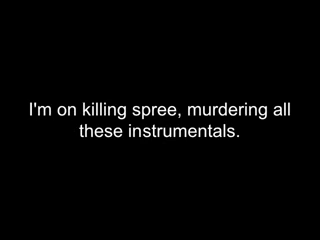 I'm on killing spree, murdering all
these instrumentals.